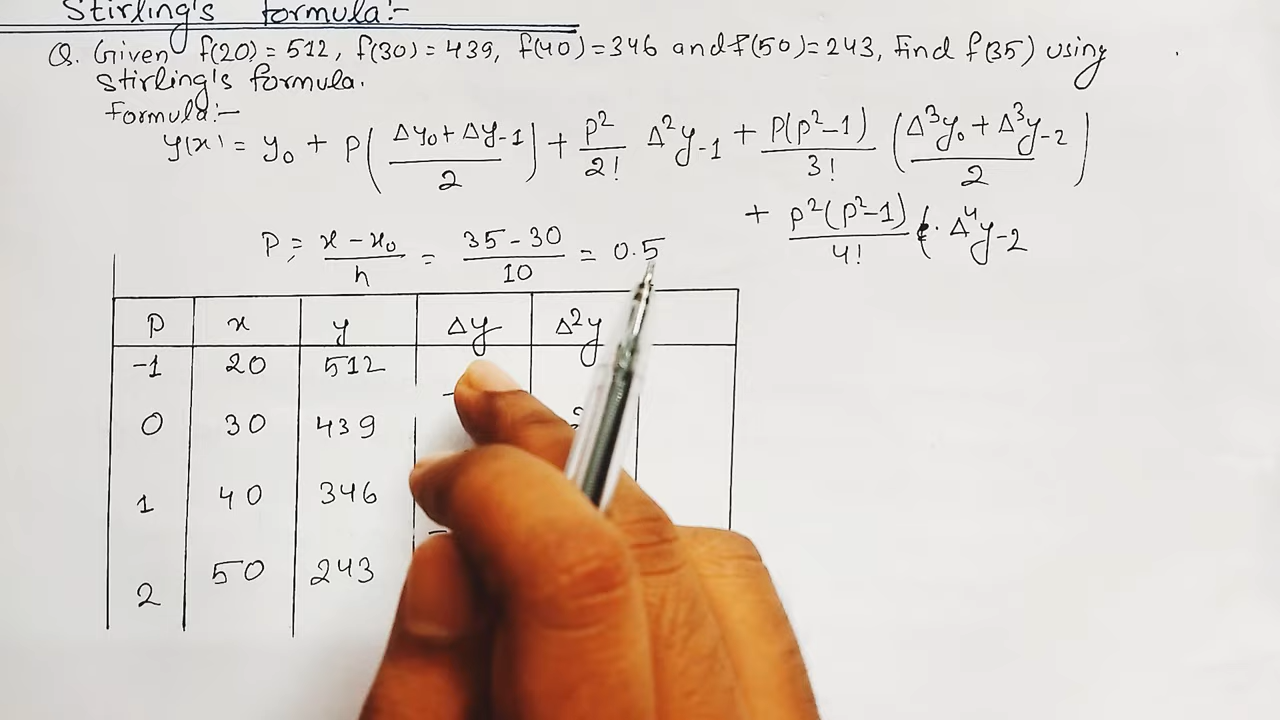 Stirling's formula:-
Q. Given f(20) = 512, f(30) = 439, f(40) = 346 and f(50) = 243, Find f(35) using
Stirling's formula.
Formula:-
y(x) = y₀ + p((Δy₀ + Δy-1)/2) + p²/2! Δ²y-1 + p(p²-1)/3! ((Δ³y₀ + Δ³y-2)/2)
+ p²(p²-1)/4! · Δ⁴y-2
P = (x - x₀)/h = (35 - 30)/10 = 0.5
P x y Δy Δ²y
-1 20 512
0 30 439
1 40 346
2 50 243